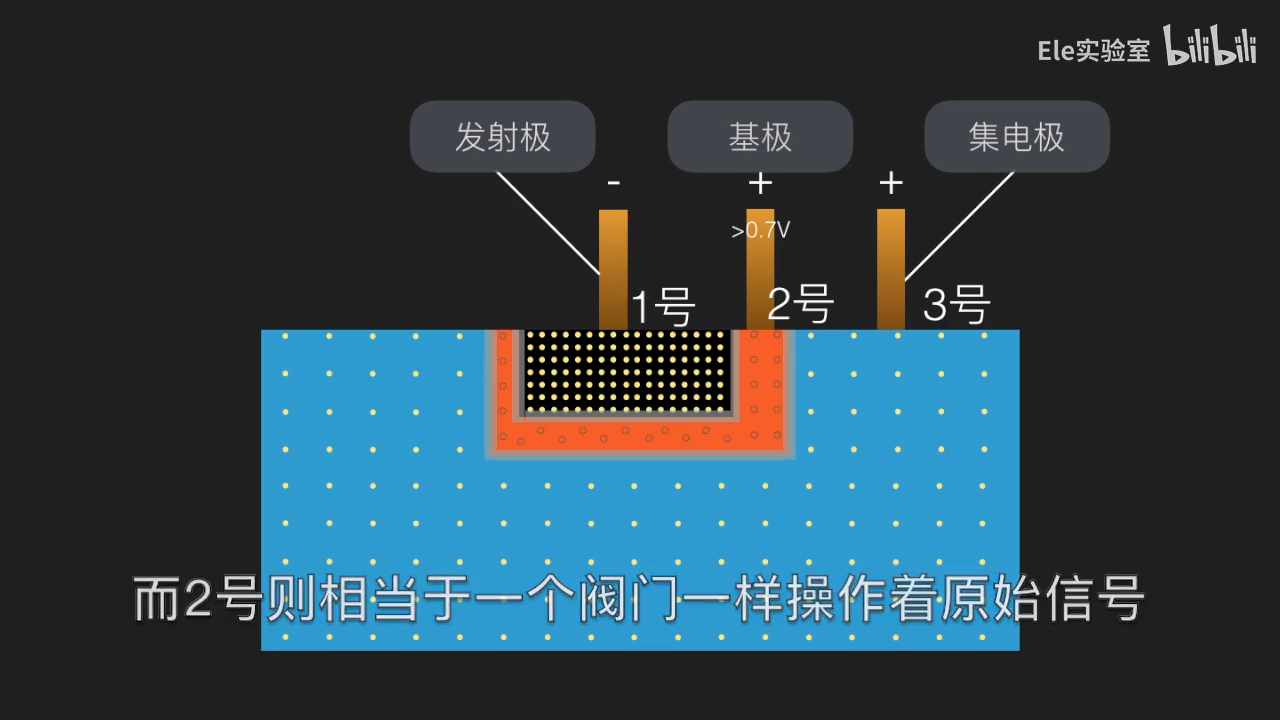 Ele实验室 bilibili
发射极
基极
集电极
-
+
+
>0.7V
1号
2号
3号
而2号则相当于一个阀门一样操作着原始信号